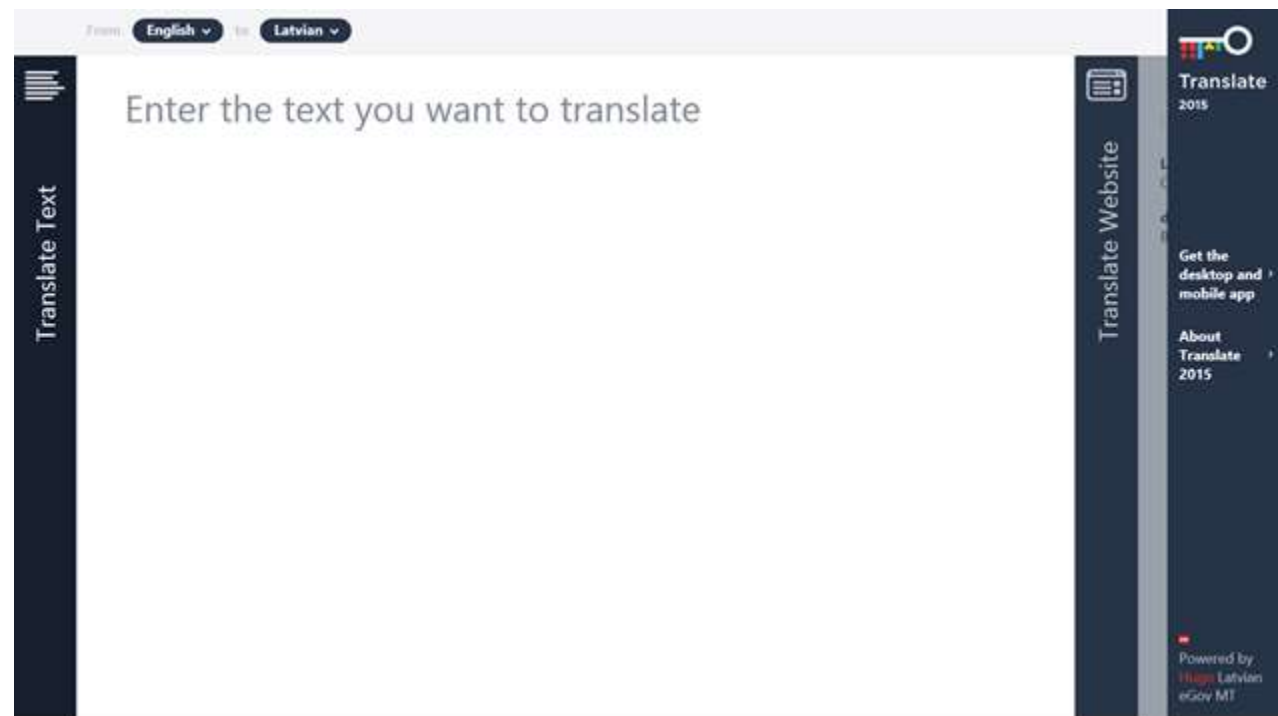 From English to Latvian
Enter the text you want to translate
Translate Text
Translate Website
Translate
2015
Get the
desktop and
mobile app
About
Translate
2015
Powered by
Hugo Latvian
eGov MT